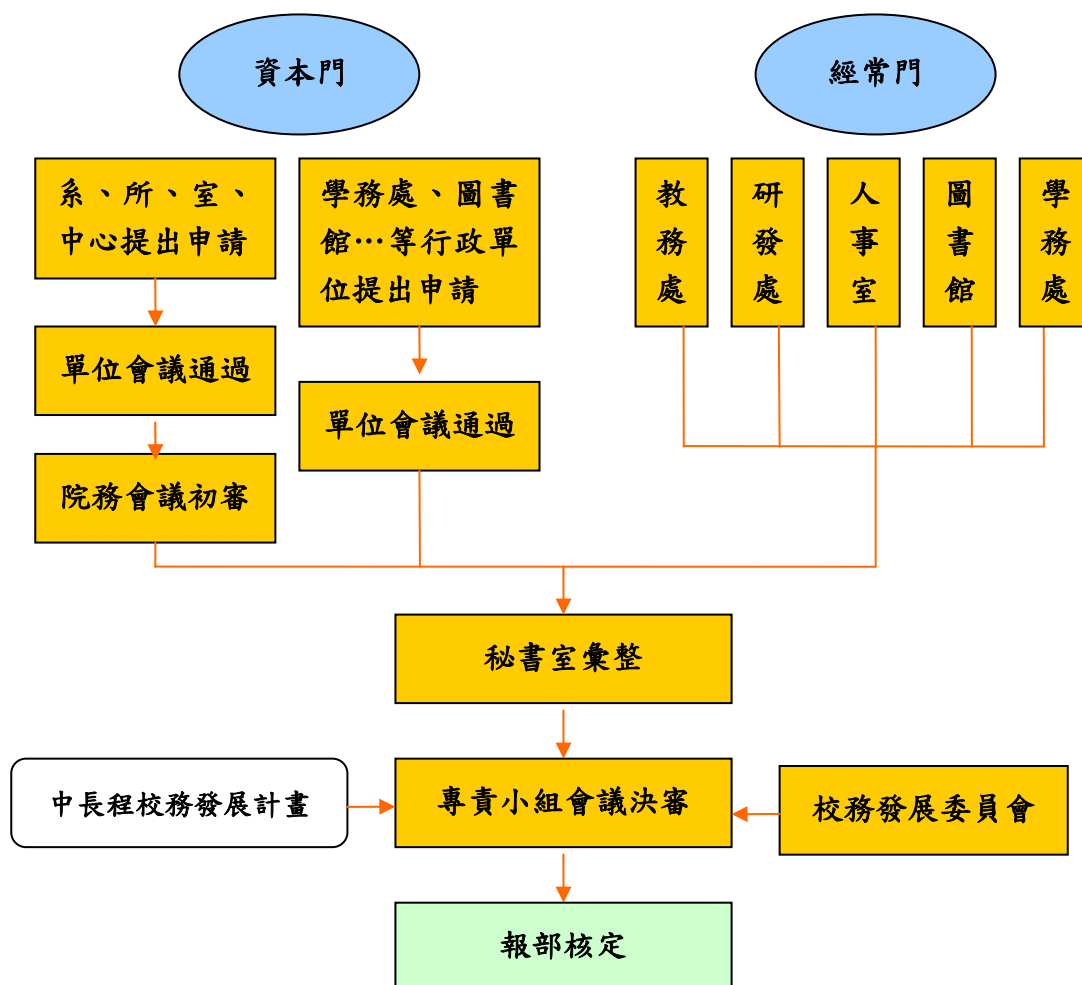 資本門
經常門
系、所、室、
中心提出申請
學務處、圖書
館…等行政單
位提出申請
教務處
研發處
人事室
圖書館
學務處
單位會議通過
單位會議通過
院務會議初審
秘書室彙整
中長程校務發展計畫
專責小組會議決審
校務發展委員會
報部核定